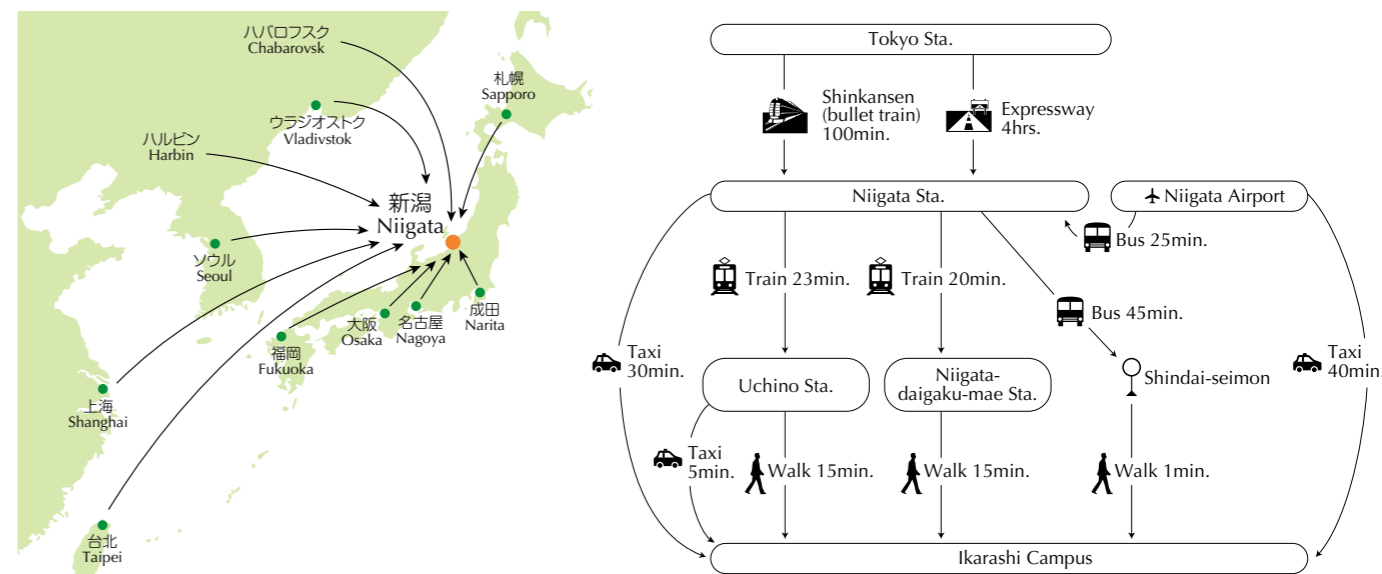 ハバロフスク
Chabarovsk
札幌
Sapporo
ウラジオストク
Vladivstok
ハルビン
Harbin
新潟
Niigata
ソウル
Seoul
成田
Narita
名古屋
Nagoya
大阪
Osaka
福岡
Fukuoka
上海
Shanghai
台北
Taipei
Tokyo Sta.
Shinkansen
(bullet train)
100min.
Expressway
4hrs.
Niigata Sta.
Niigata Airport
Bus 25min.
Train 23min.
Train 20min.
Bus 45min.
Taxi
30min.
Uchino Sta.
Niigata-
daigaku-mae Sta.
Shindai-seimon
Taxi
40min.
Taxi
5min.
Walk 15min.
Walk 15min.
Walk 1min.
Ikarashi Campus